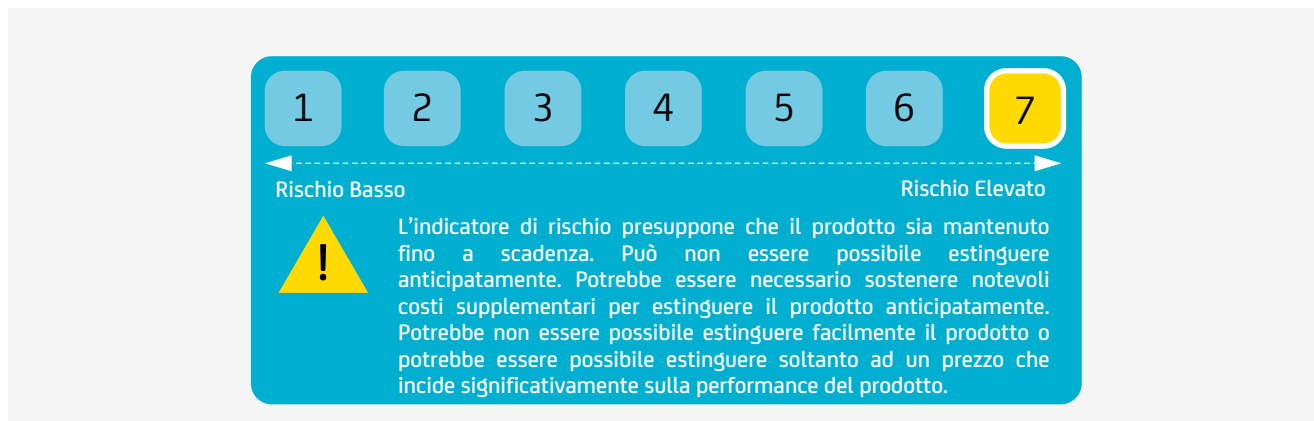 1 2 3 4 5 6 7
Rischio Basso Rischio Elevato
L'indicatore di rischio presuppone che il prodotto sia mantenuto
fino a scadenza. Può non essere possibile estinguere
anticipatamente. Potrebbe essere necessario sostenere notevoli
costi supplementari per estinguere il prodotto anticipatamente.
Potrebbe non essere possibile estinguere facilmente il prodotto o
potrebbe essere possibile estinguere soltanto ad un prezzo che
incide significativamente sulla performance del prodotto.
!